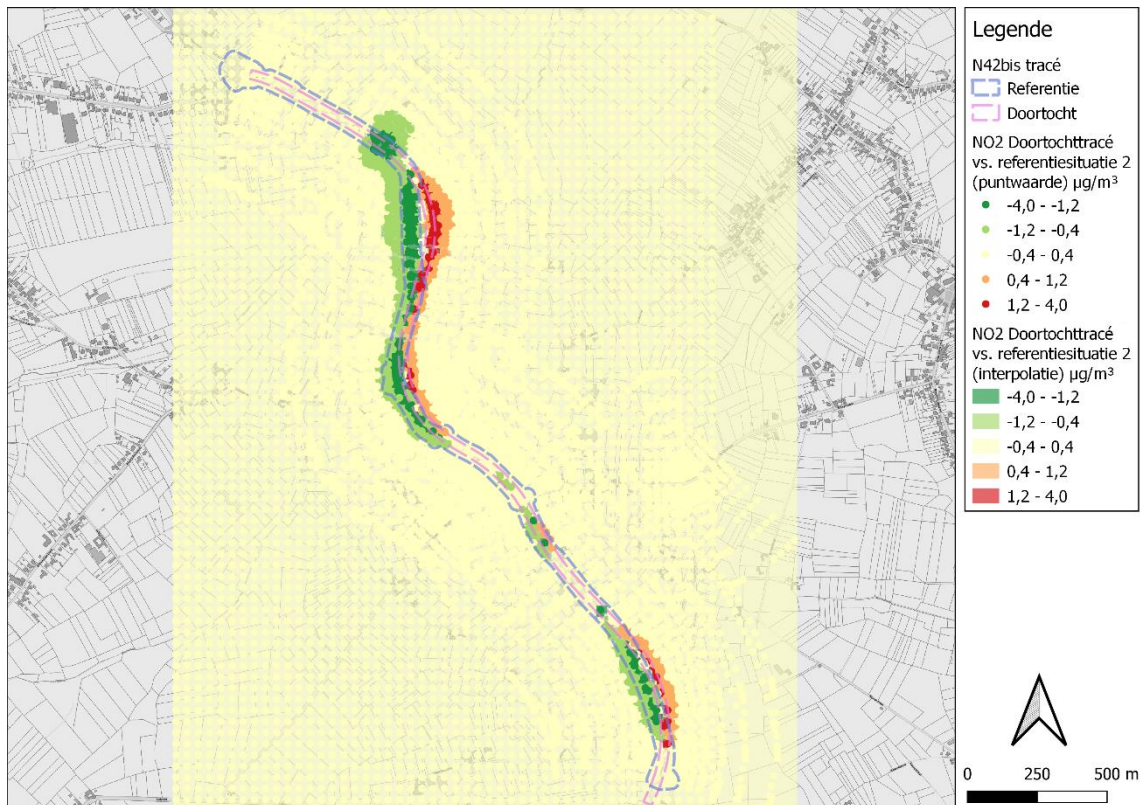 Legende
N42bis tracé
Referentie
Doortocht
NO2 Doortochttracé
vs. referentiesituatie 2
(puntwaarde) µg/m³
-4,0 - -1,2
-1,2 - -0,4
-0,4 - 0,4
0,4 - 1,2
1,2 - 4,0
NO2 Doortochttracé
vs. referentiesituatie 2
(interpolatie) µg/m³
-4,0 - -1,2
-1,2 - -0,4
-0,4 - 0,4
0,4 - 1,2
1,2 - 4,0
0 250 500 m